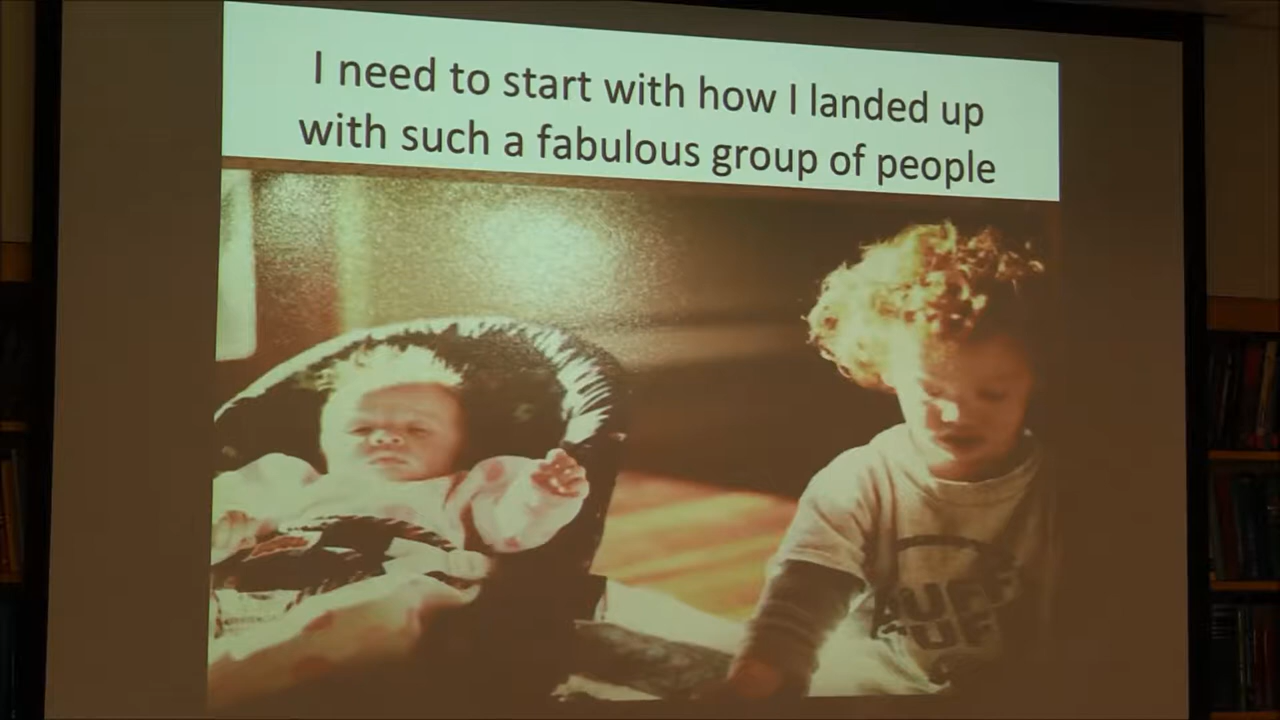 I need to start with how I landed up
with such a fabulous group of people